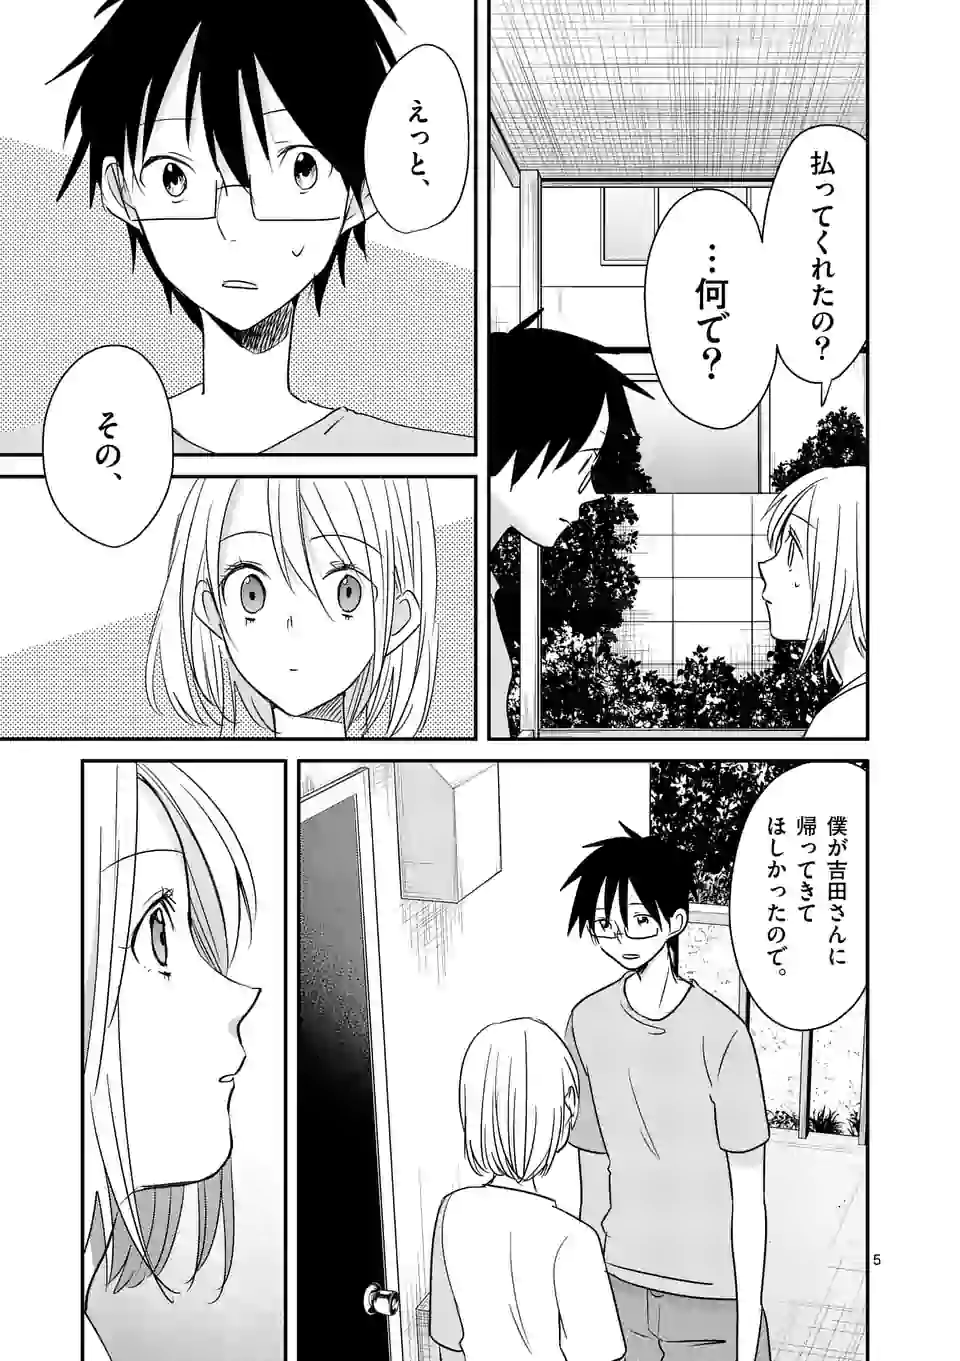 払ってくれたの？
…何で？
えっと、
その、
僕が吉田さんに
帰ってきて
ほしかったので。
5